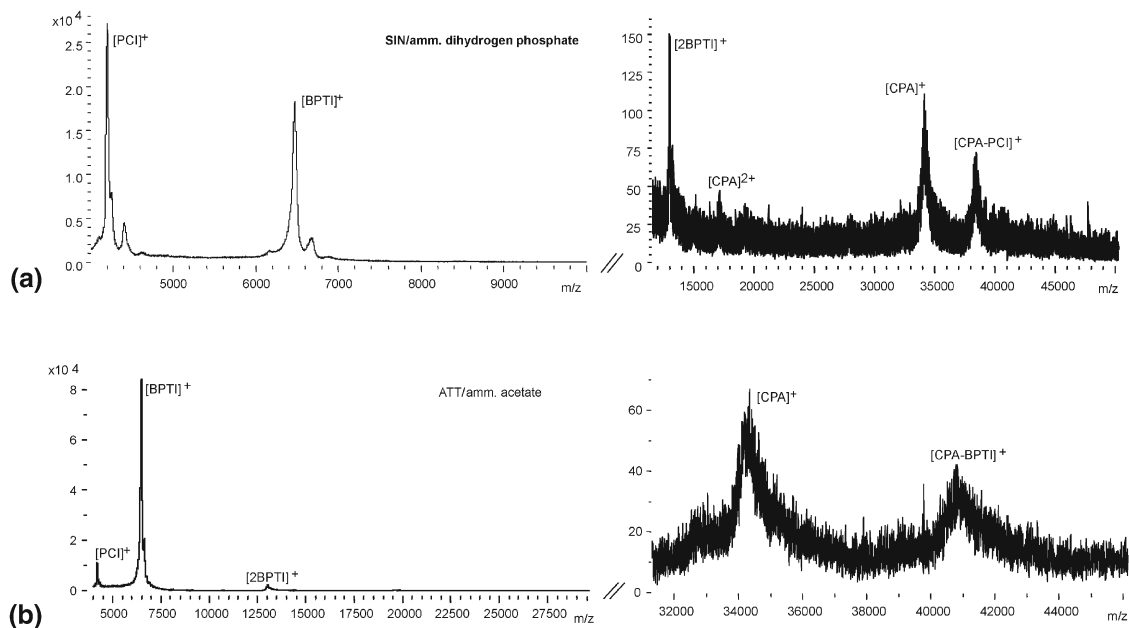 x10 4
[PCI]+
SIN/amm. dihydrogen phosphate
[BPTI]+
2.5
2.0
1.5
1.0
0.5
0.0
5000 6000 7000 8000 9000 m/z
150
125
100
75
50
25
0
[2BPTI] +
[CPA]+
[CPA-PCI] +
[CPA]2+
15000 20000 25000 30000 35000 40000 45000 m/z
(a)
x10 4
[BPTI] +
ATT/amm. acetate
8
6
4
2
0
[PCI]+
[2BPTI] +
5000 7500 10000 12500 15000 17500 20000 22500 25000 27500 m/z
60
40
20
0
[CPA]+
[CPA-BPTI] +
32000 34000 36000 38000 40000 42000 44000 m/z
(b)